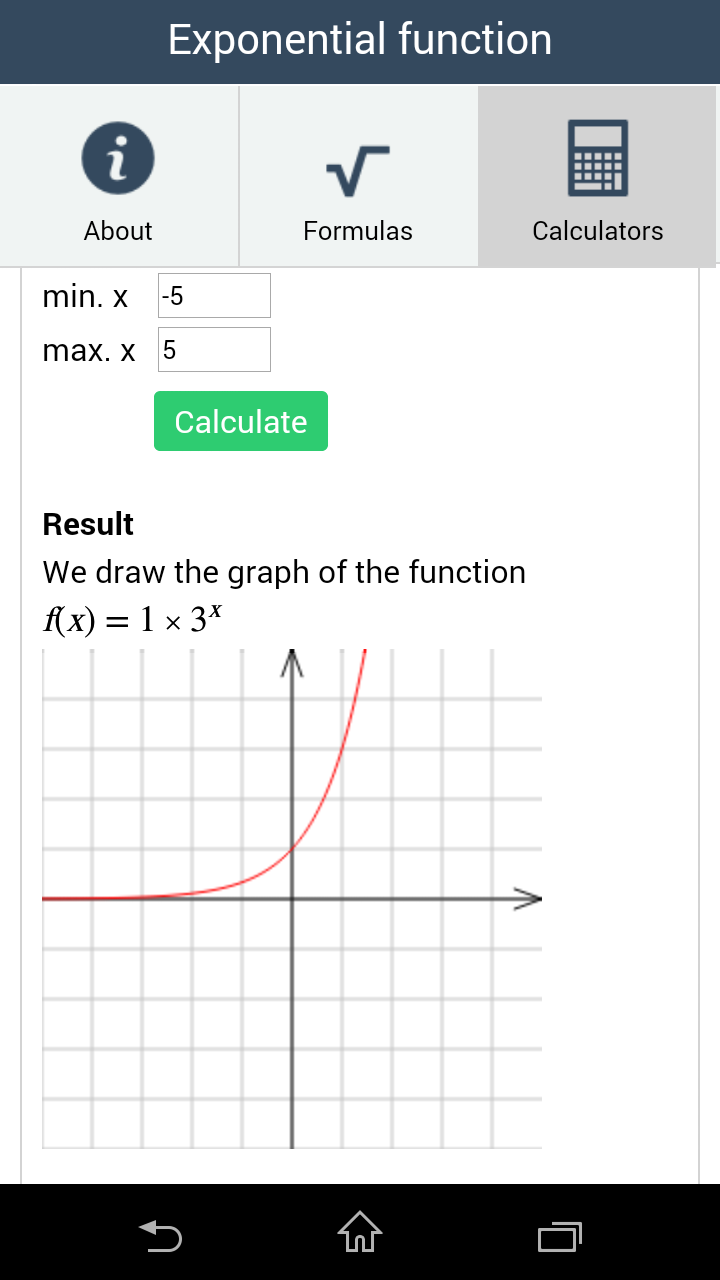 Exponential function
About
Formulas
Calculators
min. x -5
max. x 5
Calculate
Result
We draw the graph of the function
f(x) = 1 × 3ˣ